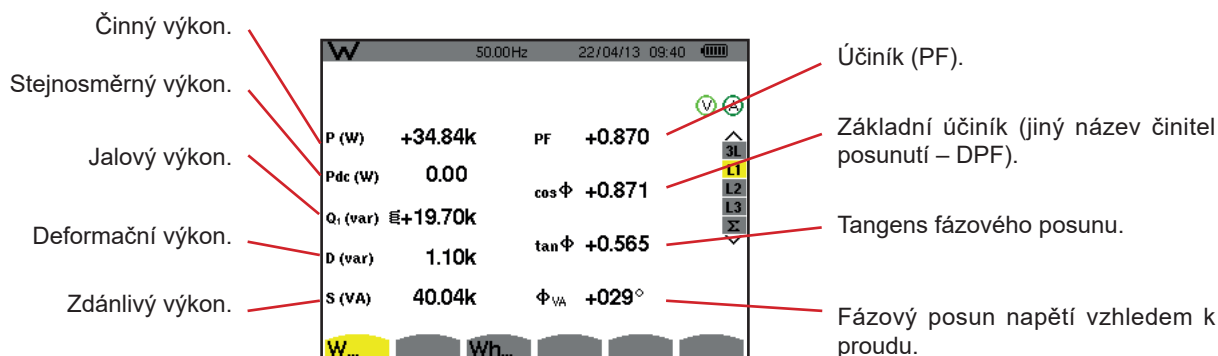 Činný výkon.
Stejnosměrný výkon.
Jalový výkon.
Deformační výkon.
Zdánlivý výkon.
W 50.00Hz 22/04/13 09:40
V A
P (W) +34.84k PF +0.870
Pdc (W) 0.00 cos Φ +0.871
Q₁ (var) +19.70k tan Φ +0.565
D (var) 1.10k
S (VA) 40.04k Φ VA +029°
3L
L1
L2
L3
Σ
W... Wh...
Účiník (PF).
Základní účiník (jiný název činitel
posunutí – DPF).
Tangens fázového posunu.
Fázový posun napětí vzhledem k
proudu.